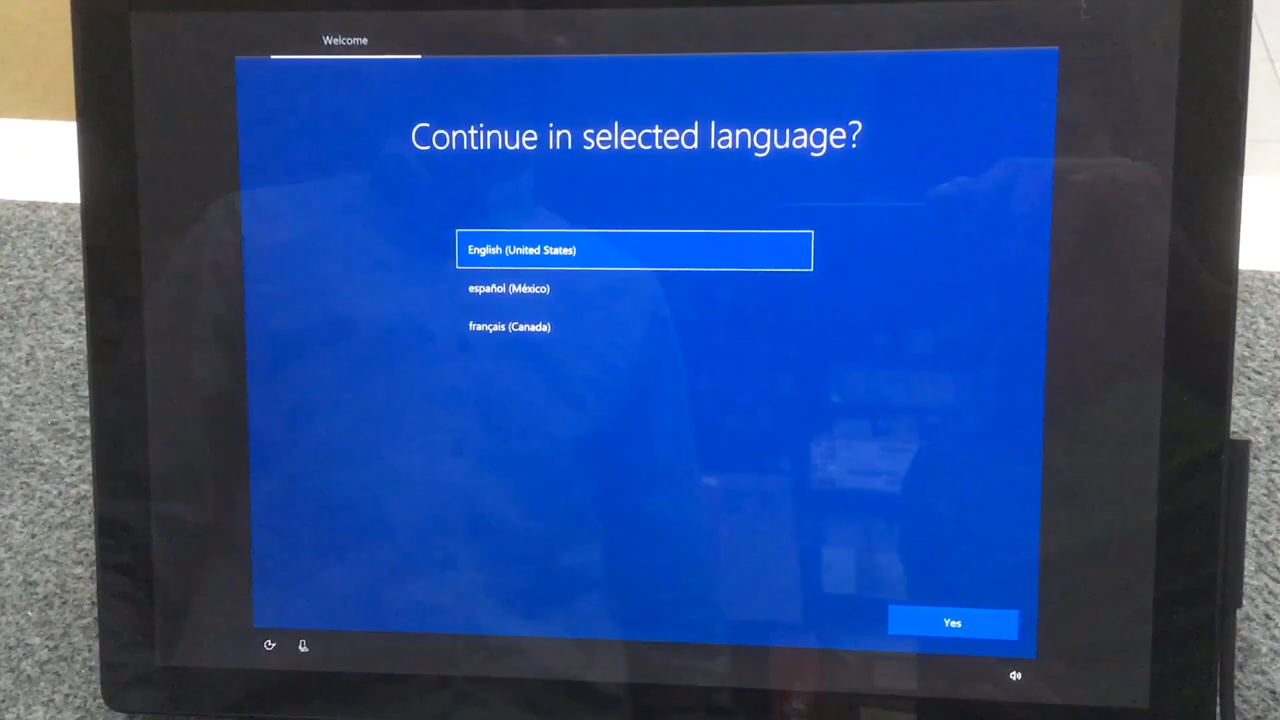 Welcome
Continue in selected language?
English (United States)
español (México)
français (Canada)
Yes